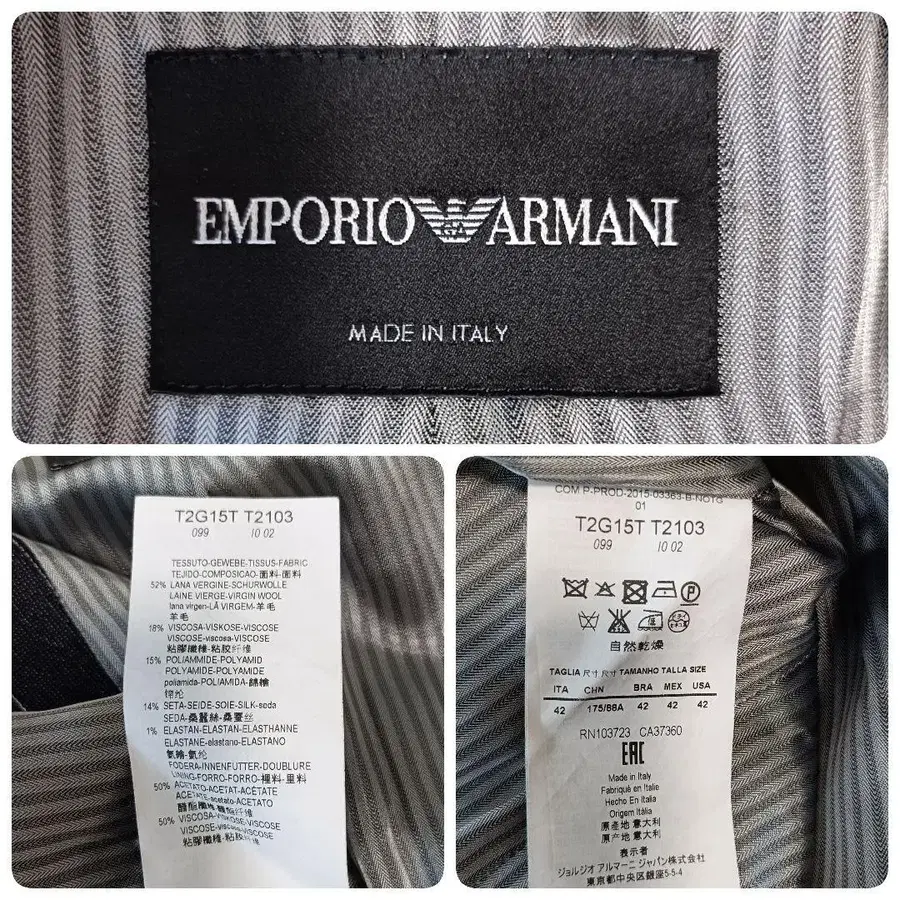 EMPORIO ARMANI
MADE IN ITALY
T2G15T T2103
099 10 02
TESSUTO-GEWEBE-TISSUS-FABRIC
TEJIDO-COMPOSICAO-面料-面料
52% LANA VERGINE-SCHURWOLLE
LAINE VIERGE-VIRGIN WOOL
lana virgen-LÃ VIRGEM-羊毛
羊毛
18% VISCOSA-VISKOSE-VISCOSE
VISCOSE-viscosa-VISCOSE
粘膠纖維-粘胶纤维
15% POLIAMMIDE-POLYAMID
POLYAMIDE-POLYAMIDE
poliamida-POLIAMIDA-錦綸
锦纶
14% SETA-SEIDE-SOIE-SILK-seda
SEDA-桑蠶絲-桑蚕丝
1% ELASTAN-ELASTAN-ELASTHANNE
ELASTANE-elastano-ELASTANO
氨綸-氨纶
FODERA-INNENFUTTER-DOUBLURE
LINING-FORRO-FORRO-裡料-里料
50% ACETATO-ACETAT-ACÉTATE
ACETATE-acetato-ACETATO
醋酯纖維-醋酯纤维
50% VISCOSA-VISKOSE-VISCOSE
VISCOSE-viscosa-VISCOSE
粘膠纖維-粘胶纤维
COM P-PROD-2015-03363-B-NOTG
01
T2G15T T2103
099 10 02
自然乾燥
TAGLIA 尺寸 尺寸 TAMANHO TALLA SIZE
ITA CHN BRA MEX USA
42 175/88A 42 42 42
RN103723 CA37360
EAC
Made in Italy
Fabriqué en Italie
Hecho En Italia
Origem Itália
原產地 意大利
原产地 意大利
表示者
ジョルジオ アルマーニ ジャパン株式会社
東京都中央区銀座5-5-4